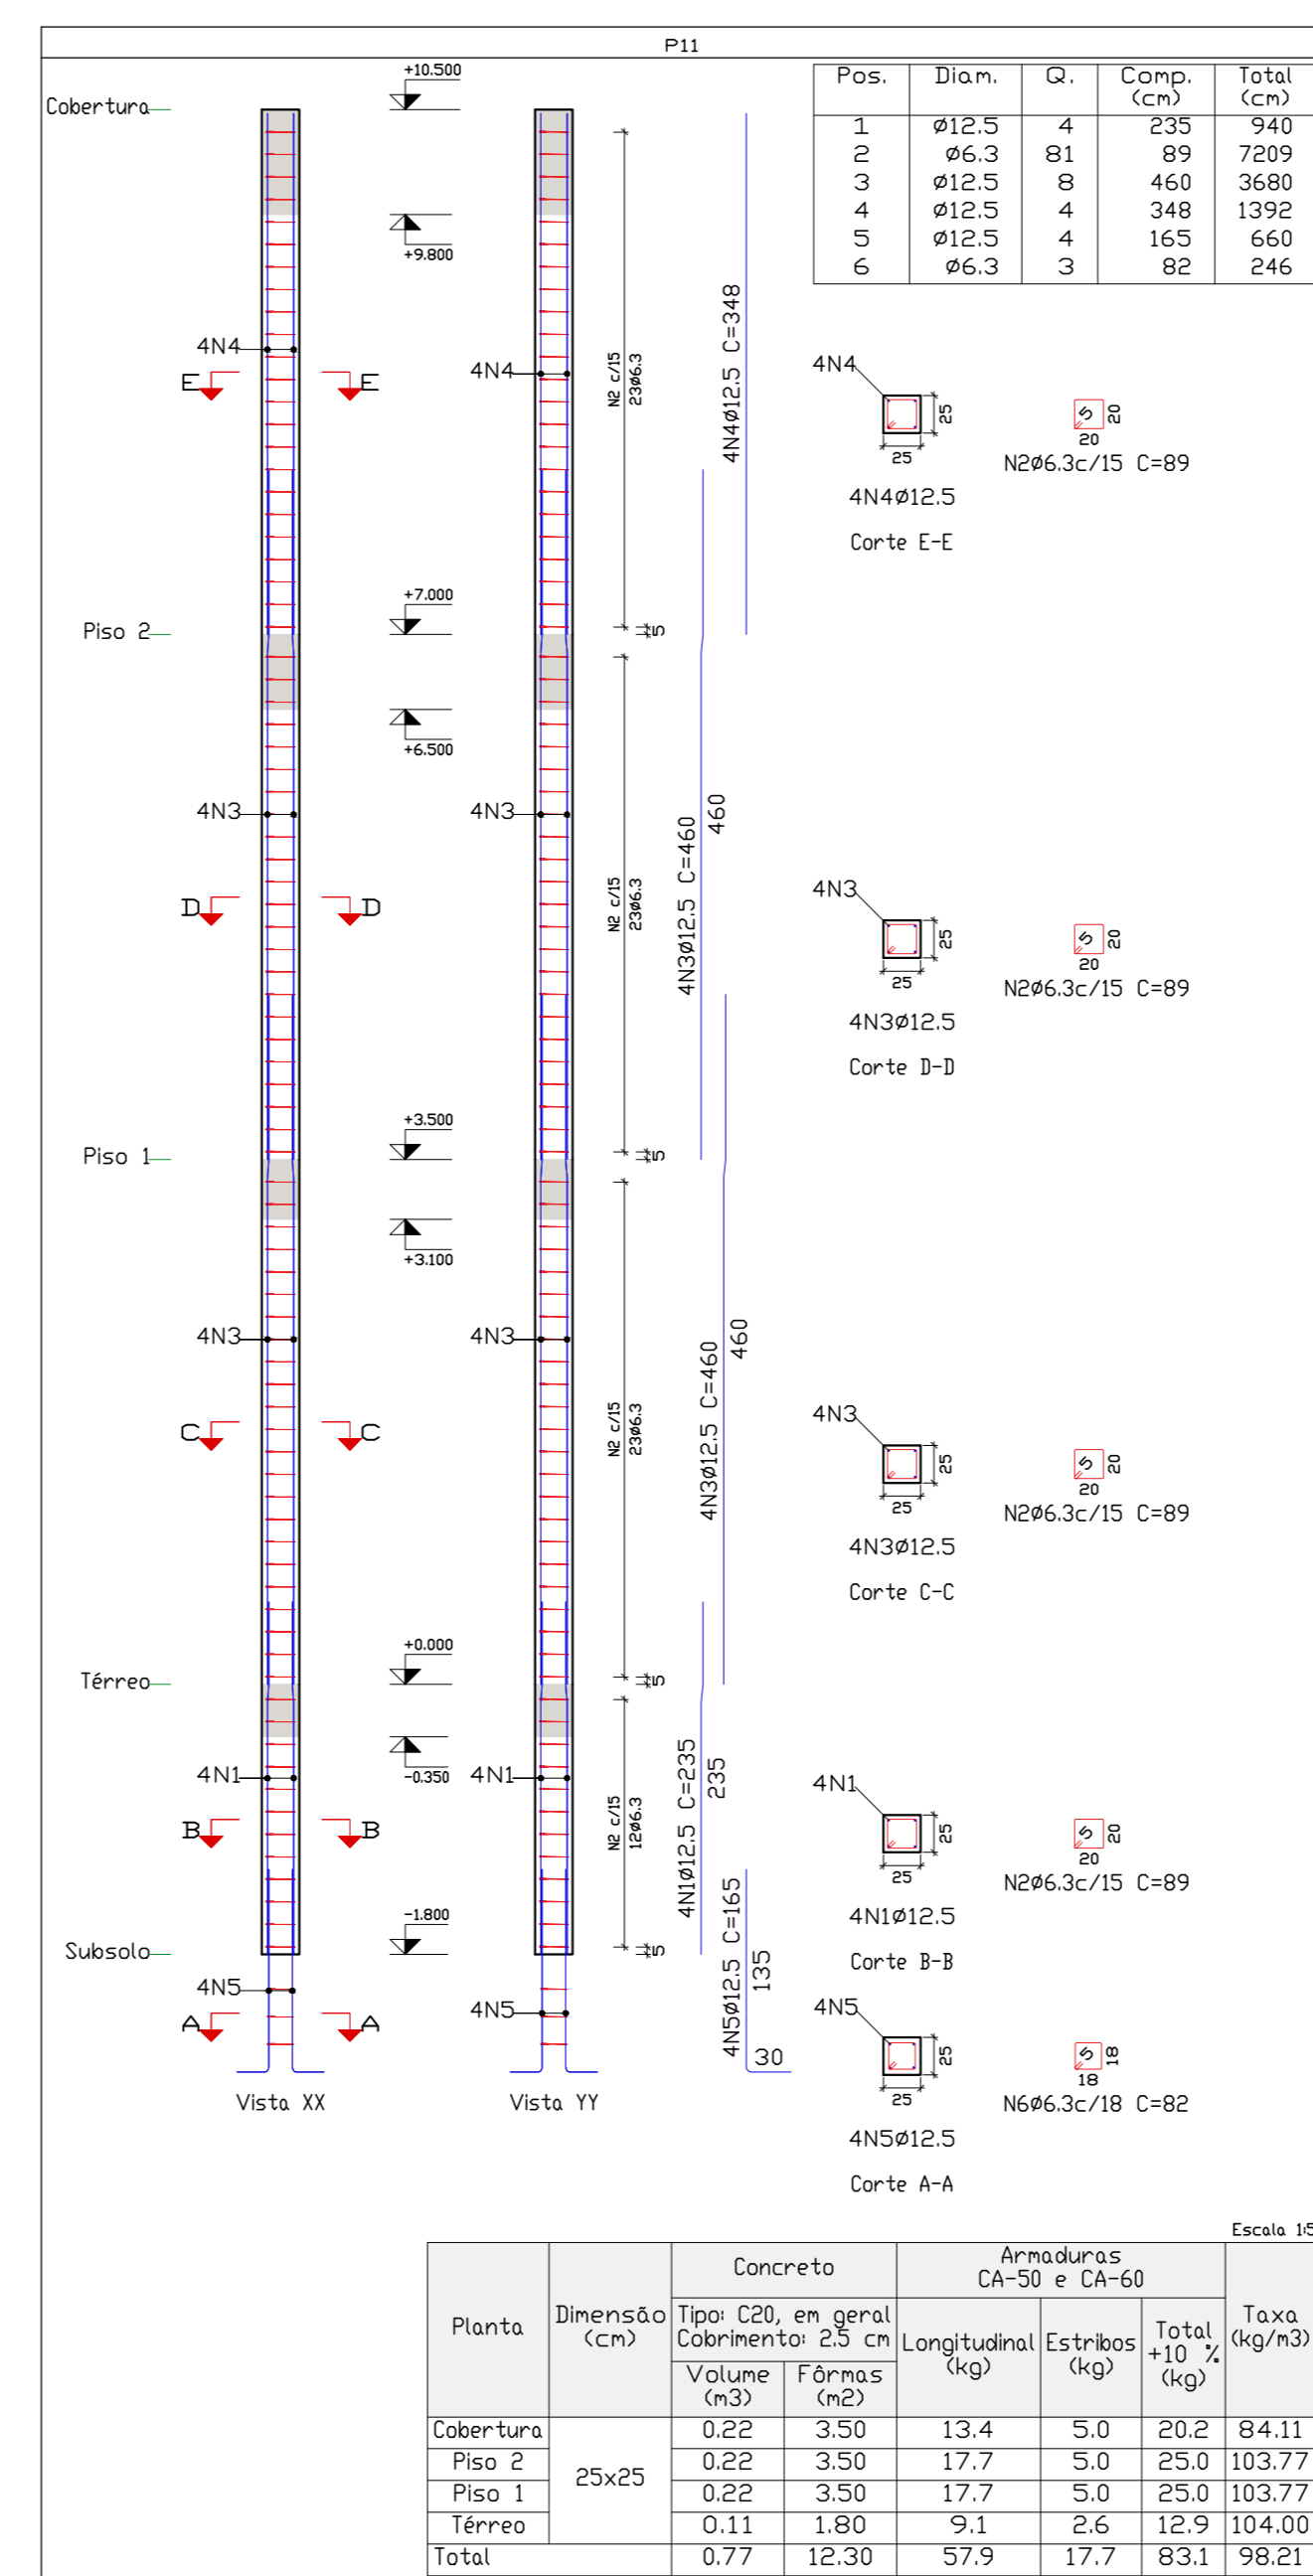 P11
Pos. Diam. Q. Comp. (cm) Total (cm)
1 Ø12.5 4 235 940
2 Ø6.3 81 89 7209
3 Ø12.5 8 460 3680
4 Ø12.5 4 348 1392
5 Ø12.5 4 165 660
6 Ø6.3 3 82 246
Cobertura
+10.500
+9.800
4N4
4N4
E E
N2 c/15
23Ø6.3
4N4Ø12.5 C=348
4N4
25
25
4N4Ø12.5
Corte E-E
5
20
20
N2Ø6.3c/15 C=89
Piso 2
+7.000
5
+6.500
4N3
4N3
D D
N2 c/15
23Ø6.3
4N3Ø12.5 C=460
460
4N3
25
25
4N3Ø12.5
Corte D-D
5
20
20
N2Ø6.3c/15 C=89
Piso 1
+3.500
5
+3.100
4N3
4N3
C C
N2 c/15
23Ø6.3
4N3Ø12.5 C=460
460
4N3
25
25
4N3Ø12.5
Corte C-C
5
20
20
N2Ø6.3c/15 C=89
Térreo
+0.000
5
-0.350
4N1
4N1
B B
N2 c/15
12Ø6.3
4N1Ø12.5 C=235
235
4N1
25
25
4N1Ø12.5
Corte B-B
5
20
20
N2Ø6.3c/15 C=89
Subsolo
-1.800
5
4N5
4N5
A A
4N5Ø12.5 C=165
135
30
4N5
25
25
4N5Ø12.5
Corte A-A
5
18
18
N6Ø6.3c/18 C=82
Vista XX
Vista YY
Escala 1:5
Planta
Dimensão (cm)
Concreto
Tipo: C20, em geral
Cobrimento: 2.5 cm
Volume (m3)
Fôrmas (m2)
Armaduras
CA-50 e CA-60
Longitudinal (kg)
Estribos (kg)
Total +10 % (kg)
Taxa (kg/m3)
25x25
Cobertura 0.22 3.50 13.4 5.0 20.2 84.11
Piso 2 0.22 3.50 17.7 5.0 25.0 103.77
Piso 1 0.22 3.50 17.7 5.0 25.0 103.77
Térreo 0.11 1.80 9.1 2.6 12.9 104.00
Total 0.77 12.30 57.9 17.7 83.1 98.21